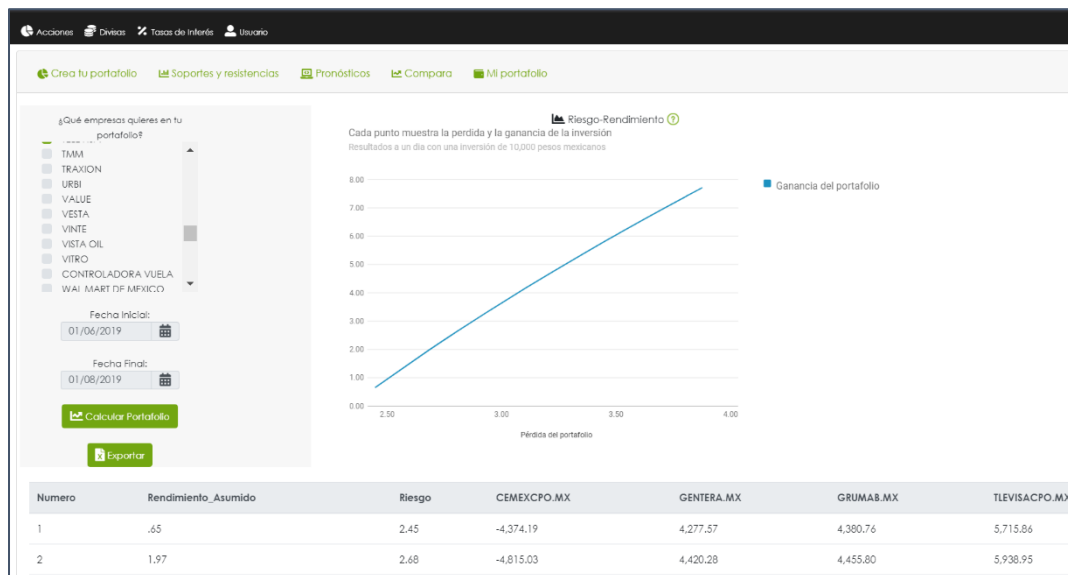 Acciones Divisas Tasas de Interés Usuario
Crea tu portafolio Soportes y resistencias Pronósticos Compara Mi portafolio
¿Qué empresas quieres en tu
portafolio?
TMM
TRAXION
URBI
VALUE
VESTA
VINTE
VISTA OIL
VITRO
CONTROLADORA VUELA
WAL MART DE MEXICO
Fecha Inicial:
01/06/2019
Fecha Final:
01/08/2019
Calcular Portafolio
Exportar
Riesgo-Rendimiento ?
Cada punto muestra la perdida y la ganancia de la inversión
Resultados a un dia con una inversión de 10,000 pesos mexicanos
8.00
7.00
6.00
5.00
4.00
3.00
2.00
1.00
0.00
2.50 3.00 3.50 4.00
Pérdida del portafolio
Ganancia del portafolio
Numero Rendimiento_Asumido Riesgo CEMEXCPO.MX GENTERA.MX GRUMAB.MX TLEVISACPO.MX
1 .65 2.45 -4,374.19 4,277.57 4,380.76 5,715.86
2 1.97 2.68 -4,815.03 4,420.28 4,455.80 5,938.95